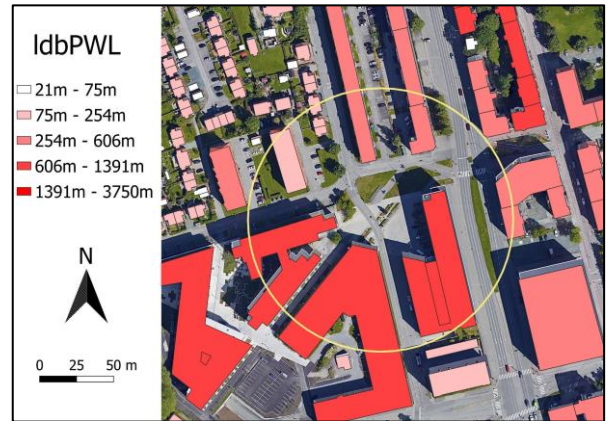 ldbPWL
21m - 75m
75m - 254m
254m - 606m
606m - 1391m
1391m - 3750m
N
0 25 50 m